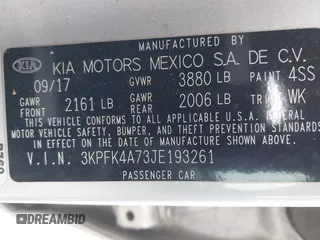 MANUFACTURED BY
KIA KIA MOTORS MEXICO S.A. DE C.V.
09/17 GVWR 3880 LB PAINT 4SS
GAWR FRONT 2161 LB GAWR REAR 2006 LB TRIM WK
THIS VEHICLE CONFORMS TO ALL APPLICABLE U.S. FEDERAL MOTOR
VEHICLE SAFETY, BUMPER, AND THEFT PREVENTION STANDARDS IN
EFFECT ON THE DATE OF MANUFACTURE SHOWN ABOVE.
V.I.N. 3KPFK4A73JE193261
PASSENGER CAR
DREAMBID